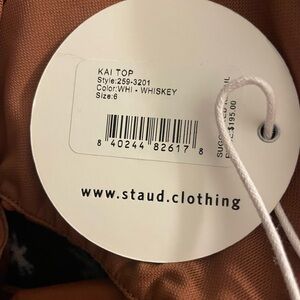 KAI TOP
Style:259-3201
Color:WHI - WHISKEY
Size:6
8 40244 82617 8
$195.00
www.staud.clothing